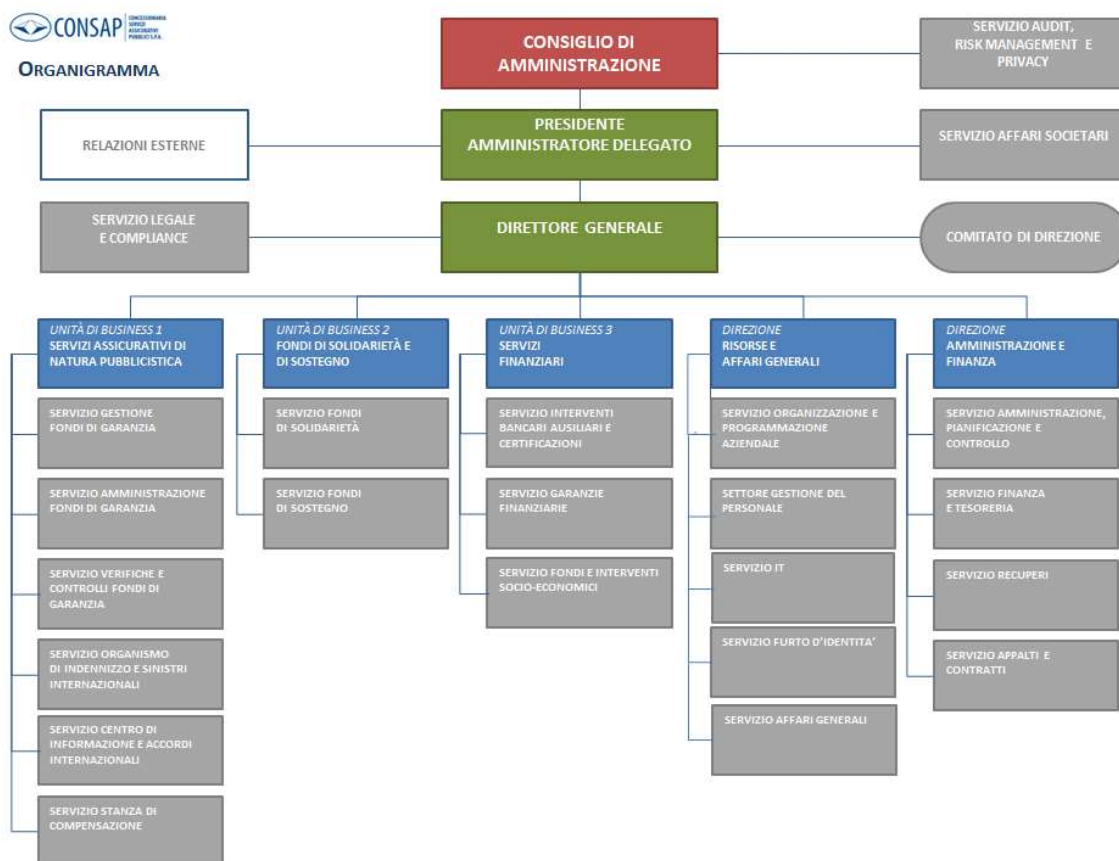 CONSAP
CONCESSIONARIA
SERVIZI
ASSICURATIVI
PUBBLICI S.P.A.
ORGANIGRAMMA
CONSIGLIO DI
AMMINISTRAZIONE
SERVIZIO AUDIT,
RISK MANAGEMENT E
PRIVACY
RELAZIONI ESTERNE
PRESIDENTE
AMMINISTRATORE DELEGATO
SERVIZIO AFFARI SOCIETARI
SERVIZIO LEGALE
E COMPLIANCE
DIRETTORE GENERALE
COMITATO DI DIREZIONE
UNITÀ DI BUSINESS 1
SERVIZI ASSICURATIVI DI
NATURA PUBBLICISTICA
SERVIZIO GESTIONE
FONDI DI GARANZIA
SERVIZIO AMMINISTRAZIONE
FONDI DI GARANZIA
SERVIZIO VERIFICHE E
CONTROLLI FONDI DI
GARANZIA
SERVIZIO ORGANISMO
DI INDENNIZZO E SINISTRI
INTERNAZIONALI
SERVIZIO CENTRO DI
INFORMAZIONE E ACCORDI
INTERNAZIONALI
SERVIZIO STANZA DI
COMPENSAZIONE
UNITÀ DI BUSINESS 2
FONDI DI SOLIDARIETÀ E
DI SOSTEGNO
SERVIZIO FONDI
DI SOLIDARIETÀ
SERVIZIO FONDI
DI SOSTEGNO
UNITÀ DI BUSINESS 3
SERVIZI
FINANZIARI
SERVIZIO INTERVENTI
BANCARI AUSILIARI E
CERTIFICAZIONI
SERVIZIO GARANZIE
FINANZIARIE
SERVIZIO FONDI E INTERVENTI
SOCIO-ECONOMICI
DIREZIONE
RISORSE E
AFFARI GENERALI
SERVIZIO ORGANIZZAZIONE E
PROGRAMMAZIONE
AZIENDALE
SETTORE GESTIONE DEL
PERSONALE
SERVIZIO IT
SERVIZIO FURTO D'IDENTITA'
SERVIZIO AFFARI GENERALI
DIREZIONE
AMMINISTRAZIONE E
FINANZA
SERVIZIO AMMINISTRAZIONE,
PIANIFICAZIONE E
CONTROLLO
SERVIZIO FINANZA
E TESORERIA
SERVIZIO RECUPERI
SERVIZIO APPALTI E
CONTRATTI